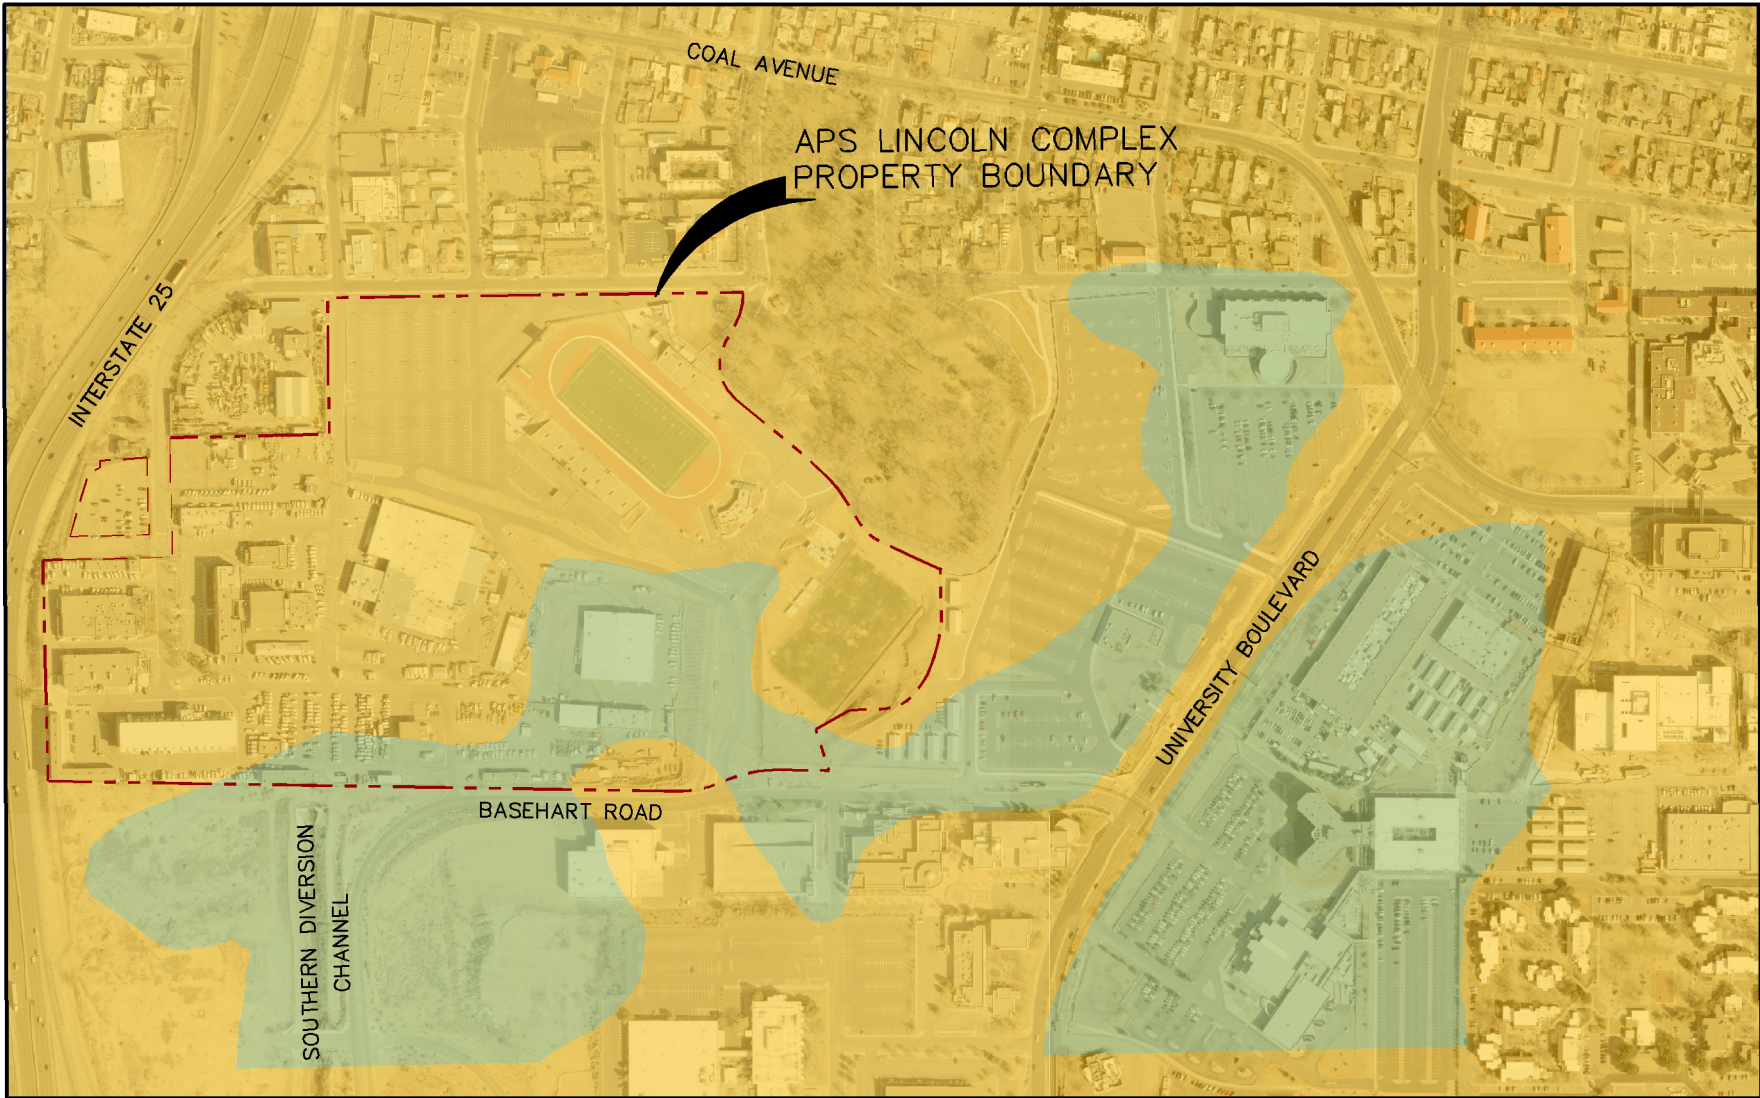 COAL AVENUE
APS LINCOLN COMPLEX
PROPERTY BOUNDARY
INTERSTATE 25
UNIVERSITY BOULEVARD
BASEHART ROAD
SOUTHERN DIVERSION
CHANNEL